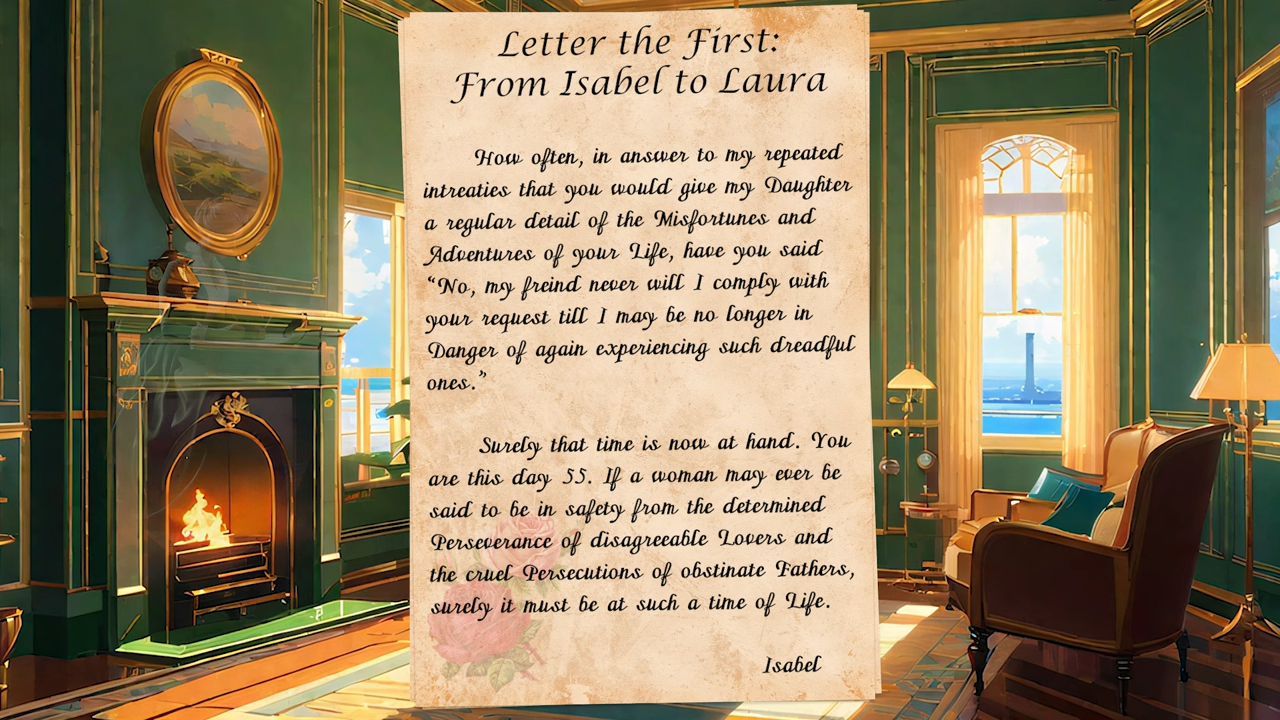 Letter the First:
From Isabel to Laura
How often, in answer to my repeated
intreaties that you would give my Daughter
a regular detail of the Misfortunes and
Adventures of your Life, have you said
“No, my freind never will I comply with
your request till I may be no longer in
Danger of again experiencing such dreadful
ones.”
Surely that time is now at hand. You
are this day 55. If a woman may ever be
said to be in safety from the determined
Perseverance of disagreeable Lovers and
the cruel Persecutions of obstinate Fathers,
surely it must be at such a time of Life.
Isabel